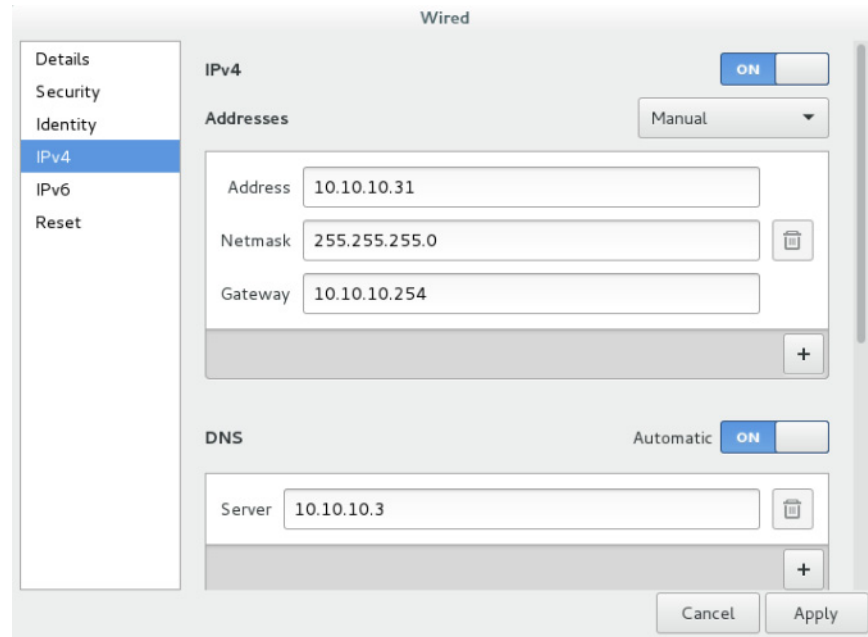 Wired
Details
Security
Identity
IPv4
IPv6
Reset
IPv4 ON
Addresses Manual
Address 10.10.10.31
Netmask 255.255.255.0
Gateway 10.10.10.254
+
DNS Automatic ON
Server 10.10.10.3
+
Cancel Apply